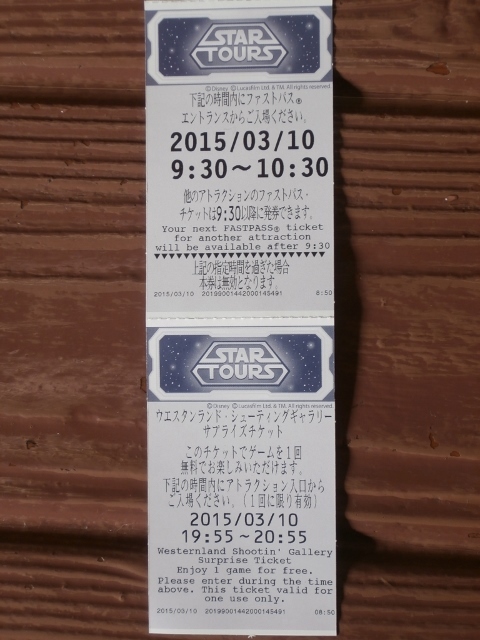 STAR
TOURS
©Disney ©Lucasfilm Ltd. & TM. All rights reserved.
下記の時間内にファストパス®
エントランスからご入場ください。
2015/03/10
9:30〜10:30
他のアトラクションのファストパス・
チケットは9:30以降に発券できます。
Your next FASTPASS® ticket
for another attraction
will be available after 9:30
▼▼▼▼▼▼▼▼▼▼▼▼▼▼▼▼▼▼▼▼▼▼▼▼▼▼▼▼
上記の指定時間を過ぎた場合
本券は無効となります。
2015/03/10 20199001442000145491 8:50
STAR
TOURS
©Disney ©Lucasfilm Ltd. & TM. All rights reserved.
ウエスタンランド・シューティングギャラリー
サプライズチケット
このチケットでゲームを1回
無料でお楽しみいただけます。
下記の時間内にアトラクション入口から
ご入場ください。(1回に限り有効)
2015/03/10
19:55〜20:55
Westernland Shootin' Gallery
Surprise Ticket
Enjoy 1 game for free.
Please enter during the time
above. This ticket valid for
one use only.
2015/03/10 20199001442000145491 08:50